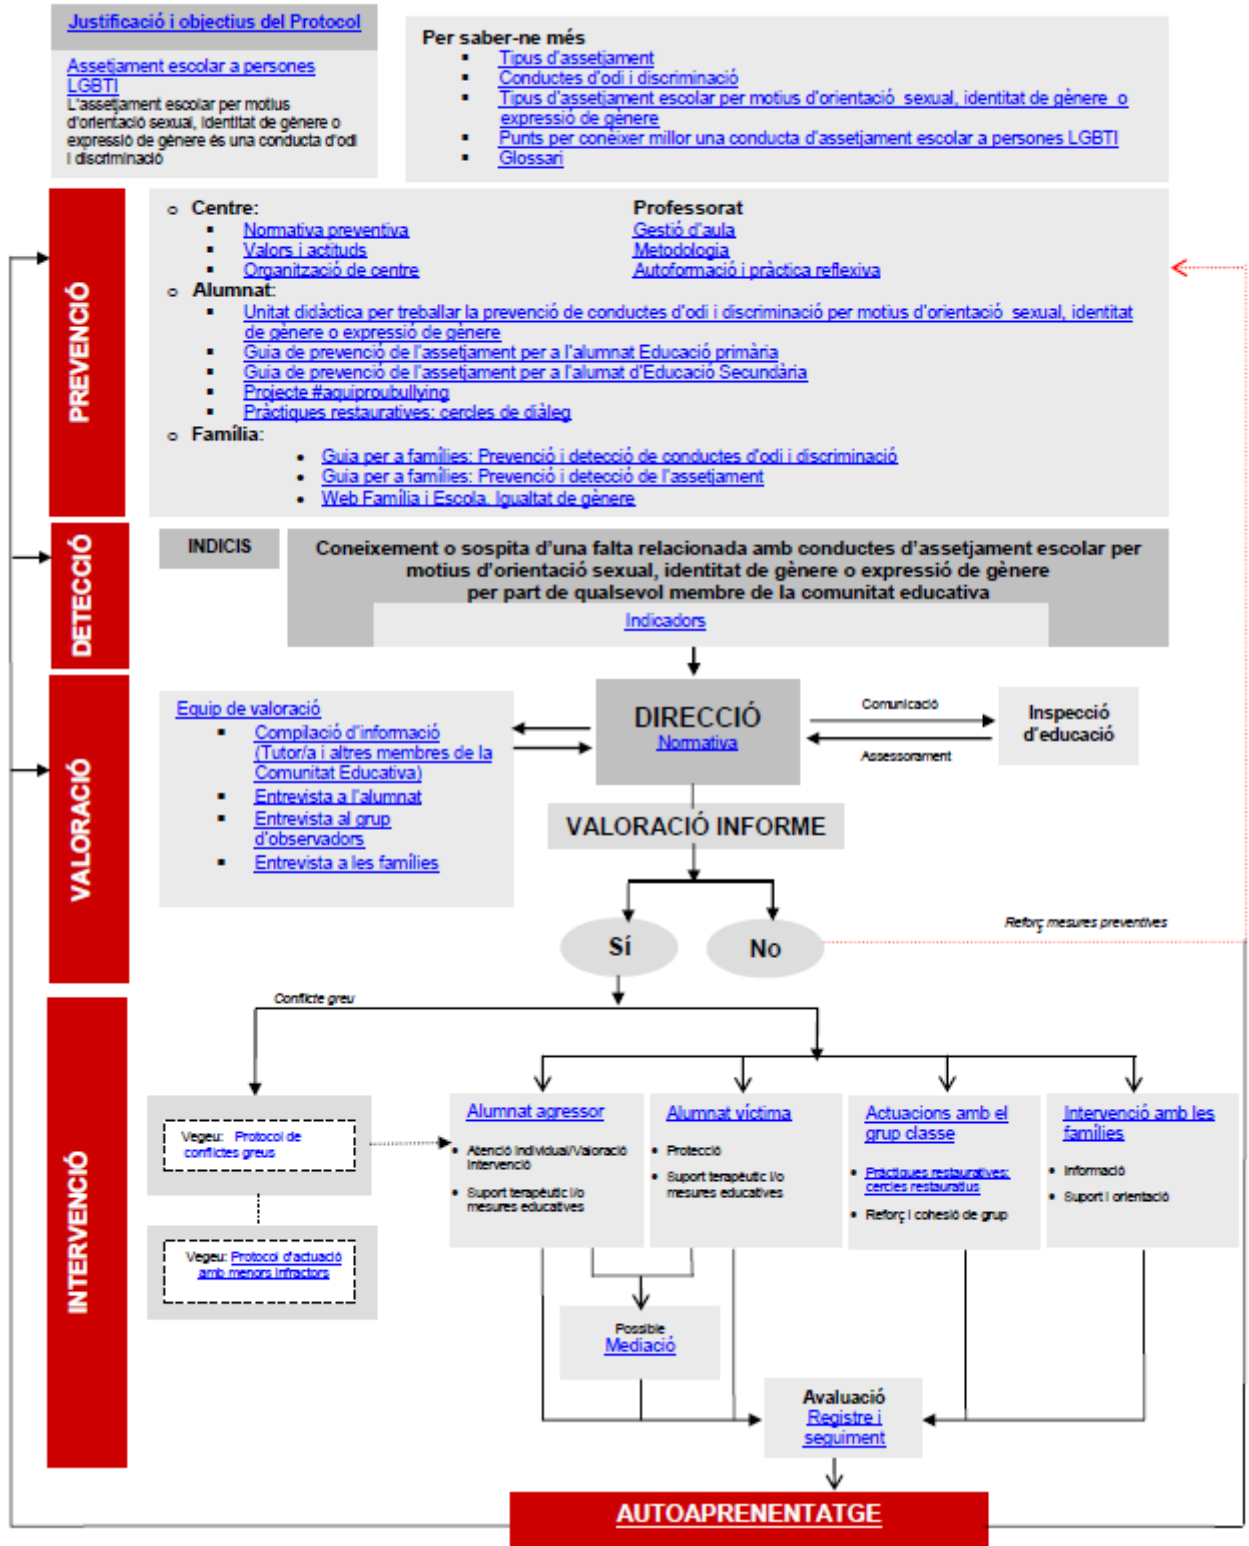 Justificació i objectius del Protocol
Assetjament escolar a persones
LGBTI
L'assetjament escolar per motius
d'orientació sexual, identitat de gènere o
expressió de gènere és una conducta d'odi
i discriminació
Per saber-ne més
▪ Tipus d'assetjament
▪ Conductes d'odi i discriminació
▪ Tipus d'assetjament escolar per motius d'orientació sexual, identitat de gènere o
expressió de gènere
▪ Punts per conèixer millor una conducta d'assetjament escolar a persones LGBTI
▪ Glossari
PREVENCIÓ
o Centre:
▪ Normativa preventiva
▪ Valors i actituds
▪ Organització de centre
Professorat
Gestió d'aula
Metodologia
Autoformació i pràctica reflexiva
o Alumnat:
▪ Unitat didàctica per treballar la prevenció de conductes d'odi i discriminació per motius d'orientació sexual, identitat
de gènere o expressió de gènere
▪ Guia de prevenció de l'assetjament per a l'alumnat Educació primària
▪ Guia de prevenció de l'assetjament per a l'alumat d'Educació Secundària
▪ Projecte #aquiproubullying
▪ Pràctiques restauratives: cercles de diàleg
o Família:
• Guia per a famílies: Prevenció i detecció de conductes d'odi i discriminació
• Guia per a famílies: Prevenció i detecció de l'assetjament
• Web Família i Escola. Igualtat de gènere
DETECCIÓ
INDICIS
Coneixement o sospita d'una falta relacionada amb conductes d'assetjament escolar per
motius d'orientació sexual, identitat de gènere o expressió de gènere
per part de qualsevol membre de la comunitat educativa
Indicadors
VALORACIÓ
Equip de valoració
▪ Compilació d'informació
(Tutor/a i altres membres de la
Comunitat Educativa)
▪ Entrevista a l'alumnat
▪ Entrevista al grup
d'observadors
▪ Entrevista a les famílies
DIRECCIÓ
Normativa
Comunicació
Assessorament
Inspecció
d'educació
VALORACIÓ INFORME
Sí
No
Reforç mesures preventives
INTERVENCIÓ
Conflicte greu
Vegeu: Protocol de
conflictes greus
Vegeu: Protocol d'actuació
amb menors infractors
Alumnat agressor
• Atenció individual/Valoració
Intervenció
• Suport terapèutic i/o
mesures educatives
Alumnat víctima
• Protecció
• Suport terapèutic i/o
mesures educatives
Actuacions amb el
grup classe
• Pràctiques restauratives:
cercles restauratius
• Reforç i cohesió de grup
Intervenció amb les
famílies
• Informació
• Suport i orientació
Possible
Mediació
Avaluació
Registre i
seguiment
AUTOAPRENENTATGE